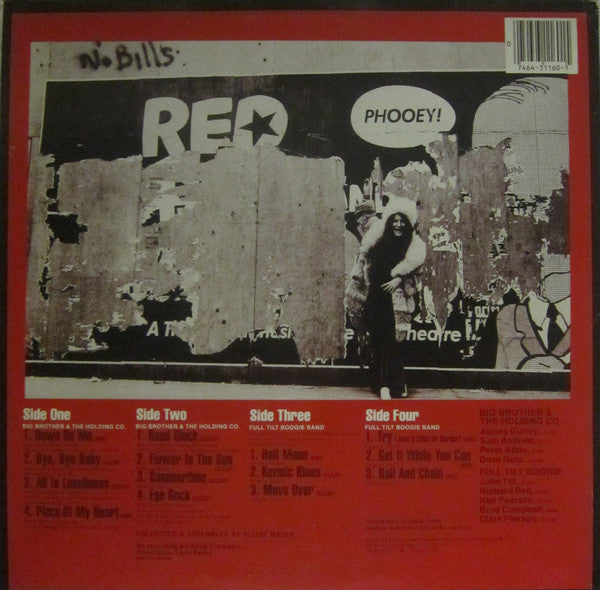 No Bills
0
7464-31160-1
RED
PHOOEY!
Side One
BIG BROTHER & THE HOLDING CO.
1. Down On Me
2. Bye, Bye Baby
3. All Is Loneliness
4. Piece Of My Heart
Side Two
BIG BROTHER & THE HOLDING CO.
1. Road Block
2. Flower In The Sun
3. Summertime
4. Ego Rock
Side Three
FULL TILT BOOGIE BAND
1. Half Moon
2. Kozmic Blues
3. Move Over
Side Four
FULL TILT BOOGIE BAND
1. Try (Just A Little Bit Harder)
2. Get It While You Can
3. Ball And Chain
BIG BROTHER &
THE HOLDING CO.
James Gurley,
Sam Andrew,
Peter Albin,
Dave Getz,
FULL TILT BOOGIE
John Till,
Richard Bell,
Ken Pearson,
Brad Campbell,
Clark Pierson,
COLLECTED & ASSEMBLED BY ELLIOT MAZER